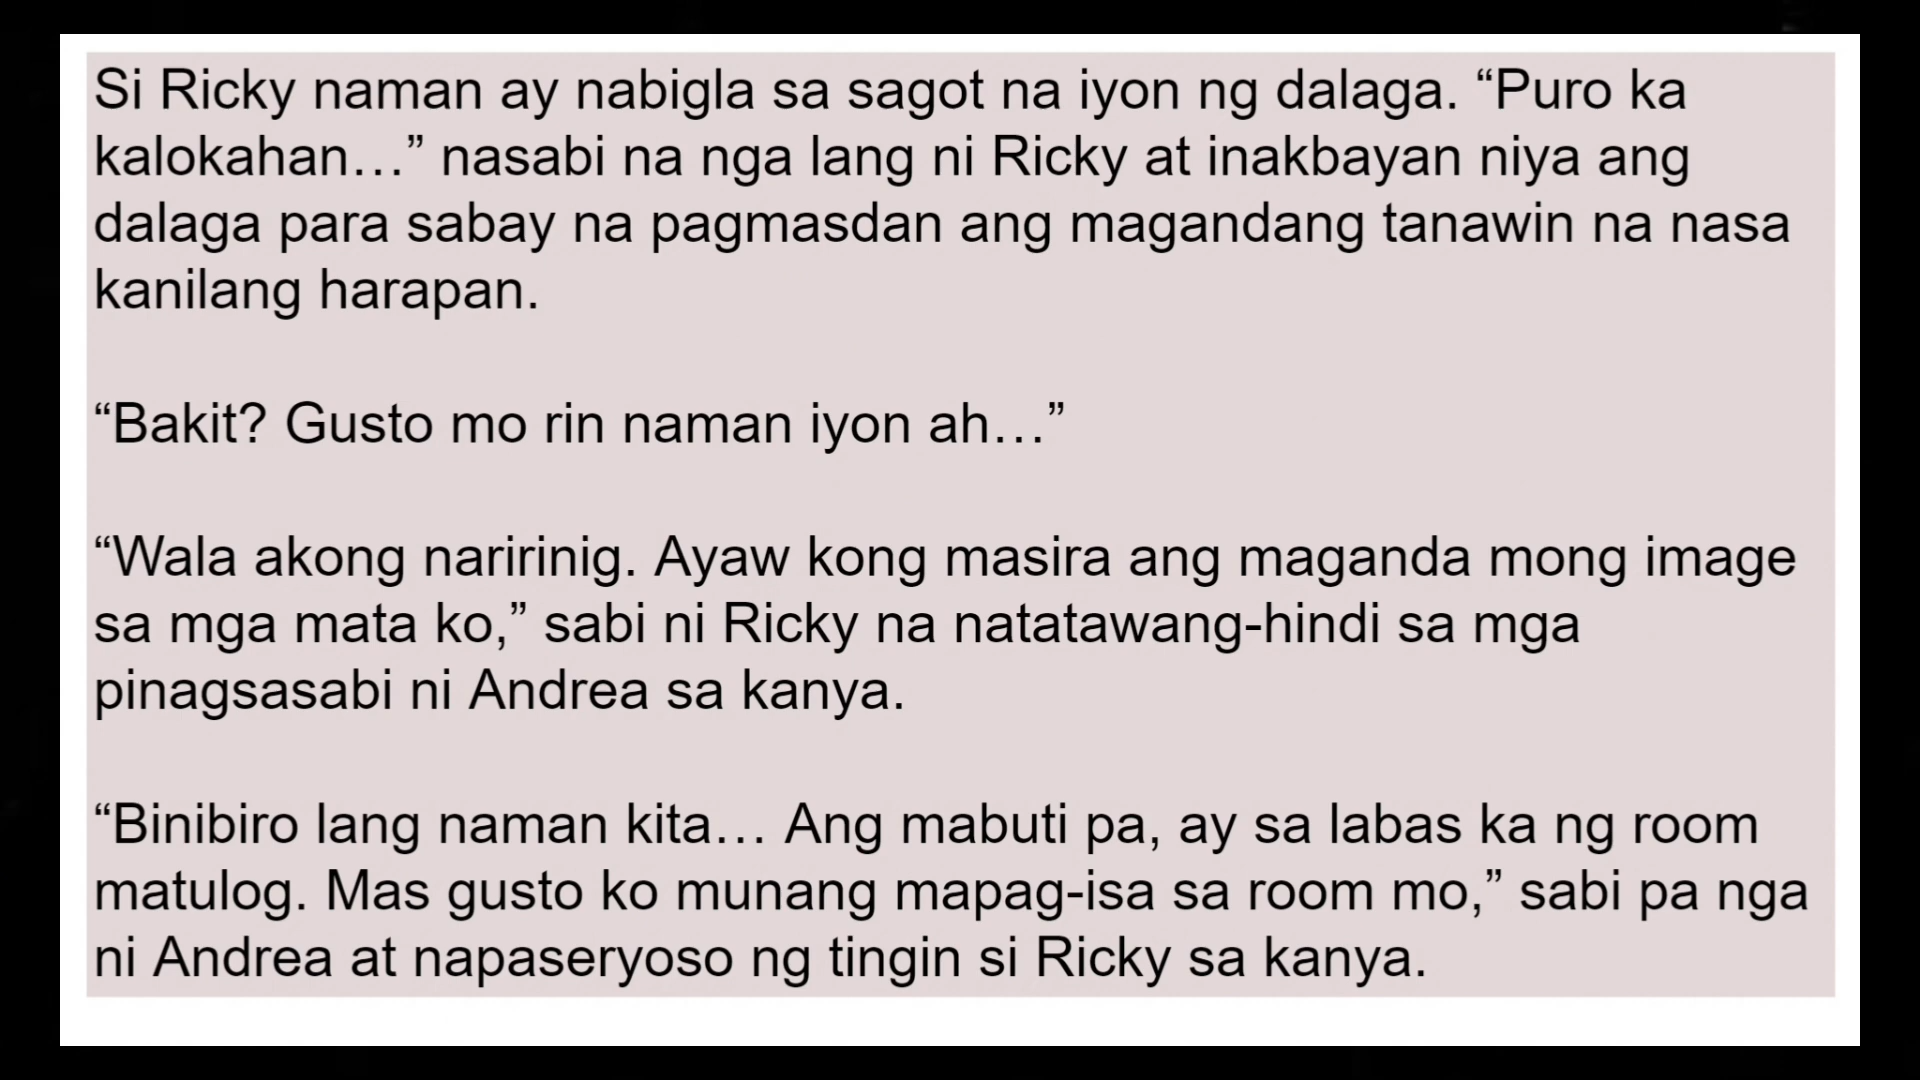 Si Ricky naman ay nabigla sa sagot na iyon ng dalaga. “Puro ka
kalokahan…” nasabi na nga lang ni Ricky at inakbayan niya ang
dalaga para sabay na pagmasdan ang magandang tanawin na nasa
kanilang harapan.
“Bakit? Gusto mo rin naman iyon ah…”
“Wala akong naririnig. Ayaw kong masira ang maganda mong image
sa mga mata ko,” sabi ni Ricky na natatawang-hindi sa mga
pinagsasabi ni Andrea sa kanya.
“Binibiro lang naman kita… Ang mabuti pa, ay sa labas ka ng room
matulog. Mas gusto ko munang mapag-isa sa room mo,” sabi pa nga
ni Andrea at napaseryoso ng tingin si Ricky sa kanya.